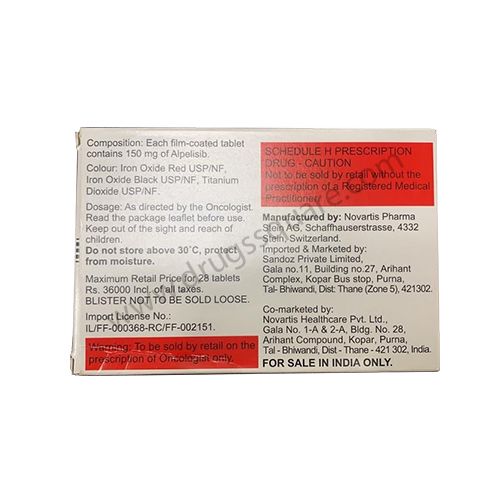 Composition: Each film-coated tablet
contains 150 mg of Alpelisib.
Colour: Iron Oxide Red USP/NF,
Iron Oxide Black USP/NF, Titanium
Dioxide USP/NF.
Dosage: As directed by the Oncologist.
Read the package leaflet before use.
Keep out of the sight and reach of
children.
Do not store above 30°C, protect
from moisture.
Maximum Retail Price for 28 tablets
Rs. 36000 Incl. of all taxes.
BLISTER NOT TO BE SOLD LOOSE.
Import License No.:
IL/FF-000368-RC/FF-002151.
Warning: To be sold by retail on the
prescription of Oncologist only.
SCHEDULE H PRESCRIPTION
DRUG - CAUTION
Not to be sold by retail without the
prescription of a Registered Medical
Practitioner.
Manufactured by: Novartis Pharma
Stein AG, Schaffhauserstrasse, 4332
Stein, Switzerland.
Imported & Marketed by:
Sandoz Private Limited,
Gala no.11, Building no.27, Arihant
Complex, Kopar Bus stop, Purna,
Tal- Bhiwandi, Dist: Thane (Zone 5), 421302.
Co-marketed by:
Novartis Healthcare Pvt. Ltd.,
Gala No. 1-A & 2-A, Bldg. No. 28,
Arihant Compound, Kopar, Purna,
Tal - Bhiwandi, Dist - Thane - 421 302, India.
FOR SALE IN INDIA ONLY.
www.drugssquare.com